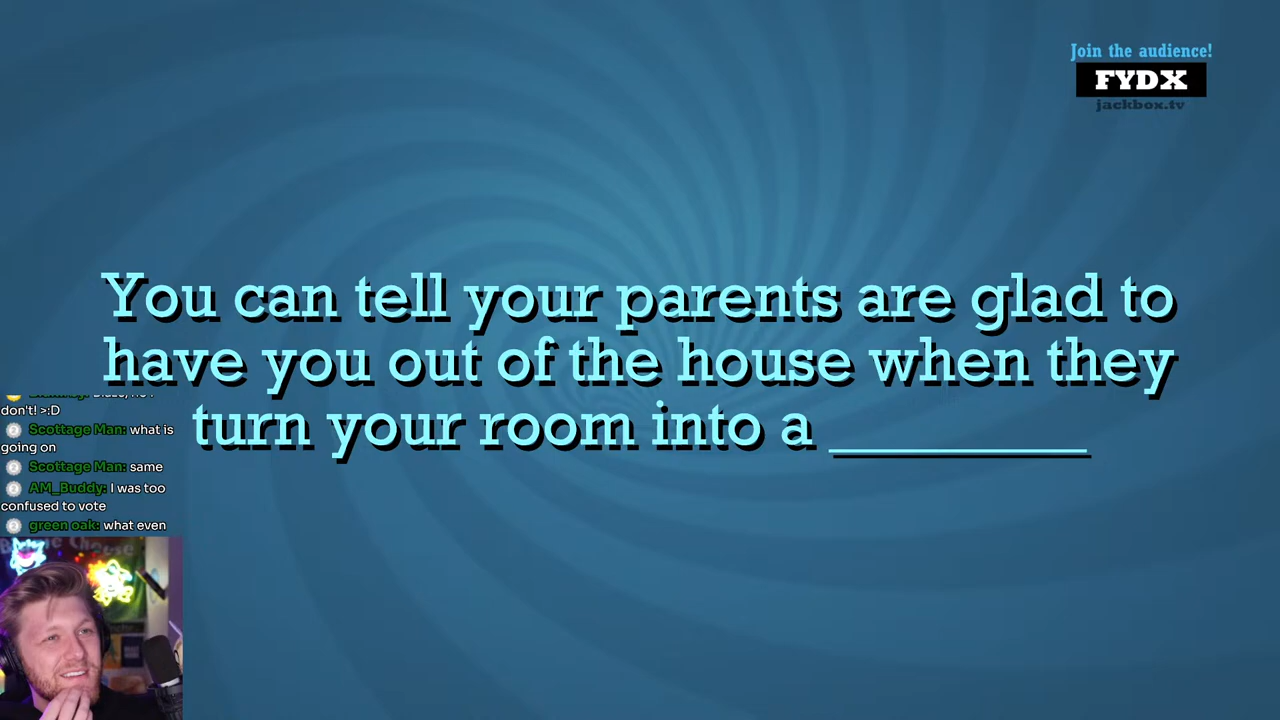 Join the audience!
FYDX
jackbox.tv
You can tell your parents are glad to
have you out of the house when they
turn your room into a ________
don't! >:D
Scottage Man: what is
going on
Scottage Man: same
AM_Buddy: I was too
confused to vote
green oak: what even